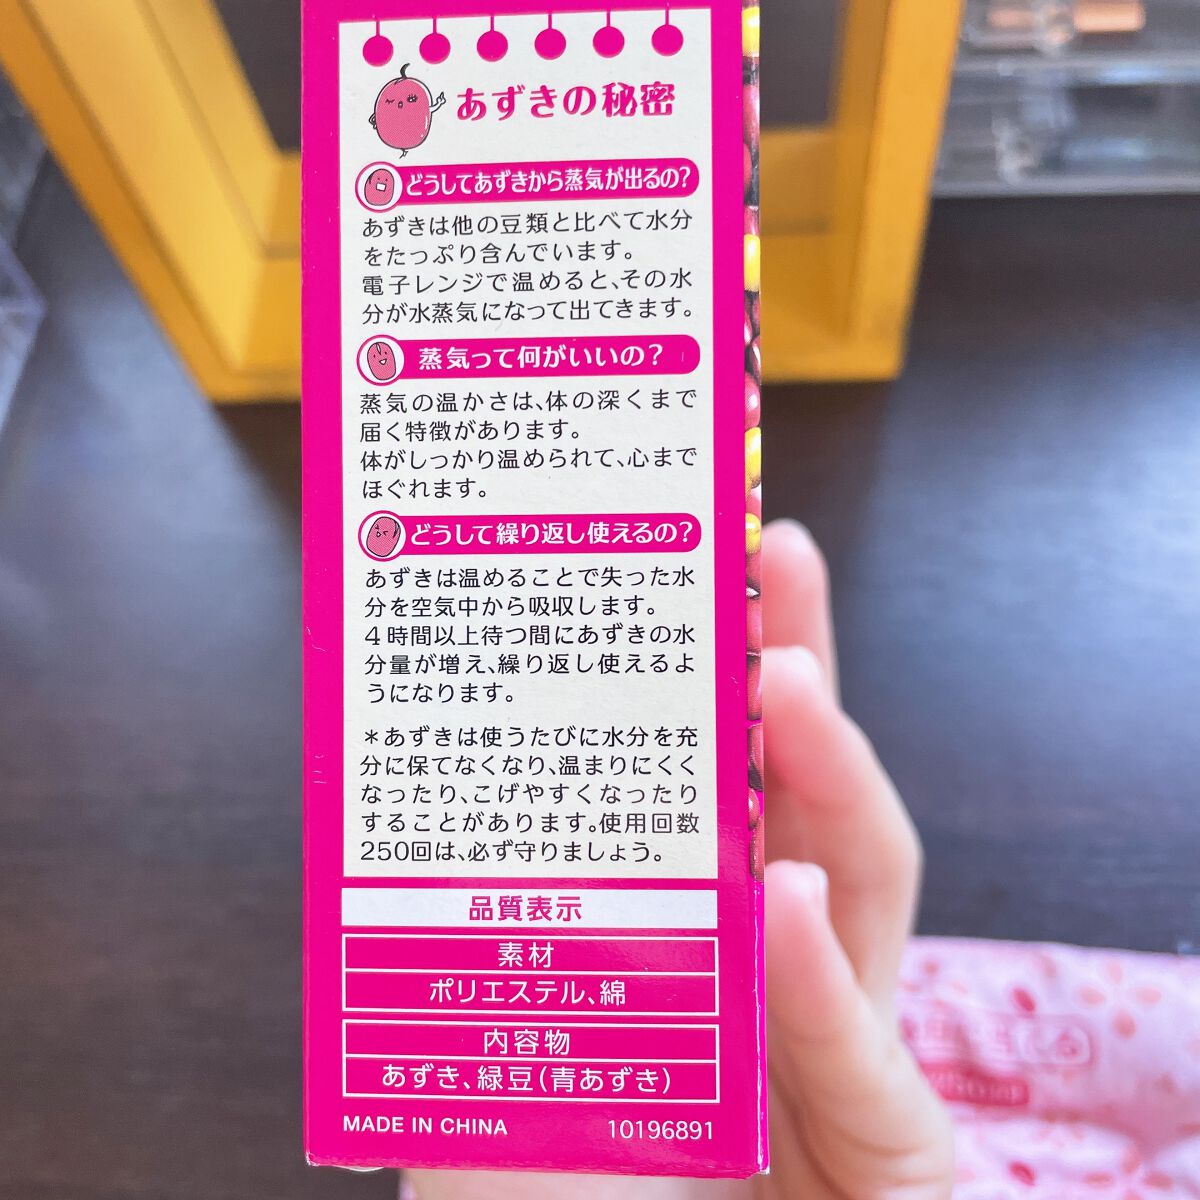 あずきの秘密
どうしてあずきから蒸気が出るの?
あずきは他の豆類と比べて水分
をたっぷり含んでいます。
電子レンジで温めると、その水
分が水蒸気になって出てきます。
蒸気って何がいいの?
蒸気の温かさは、体の深くまで
届く特徴があります。
体がしっかり温められて、心まで
ほぐれます。
どうして繰り返し使えるの?
あずきは温めることで失った水
分を空気中から吸収します。
4時間以上待つ間にあずきの水
分量が増え、繰り返し使えるよ
うになります。
*あずきは使うたびに水分を充
分に保てなくなり、温まりにくく
なったり、こげやすくなったり
することがあります。使用回数
250回は、必ず守りましょう。
品質表示
素材
ポリエステル、綿
内容物
あずき、緑豆(青あずき)
MADE IN CHINA 10196891